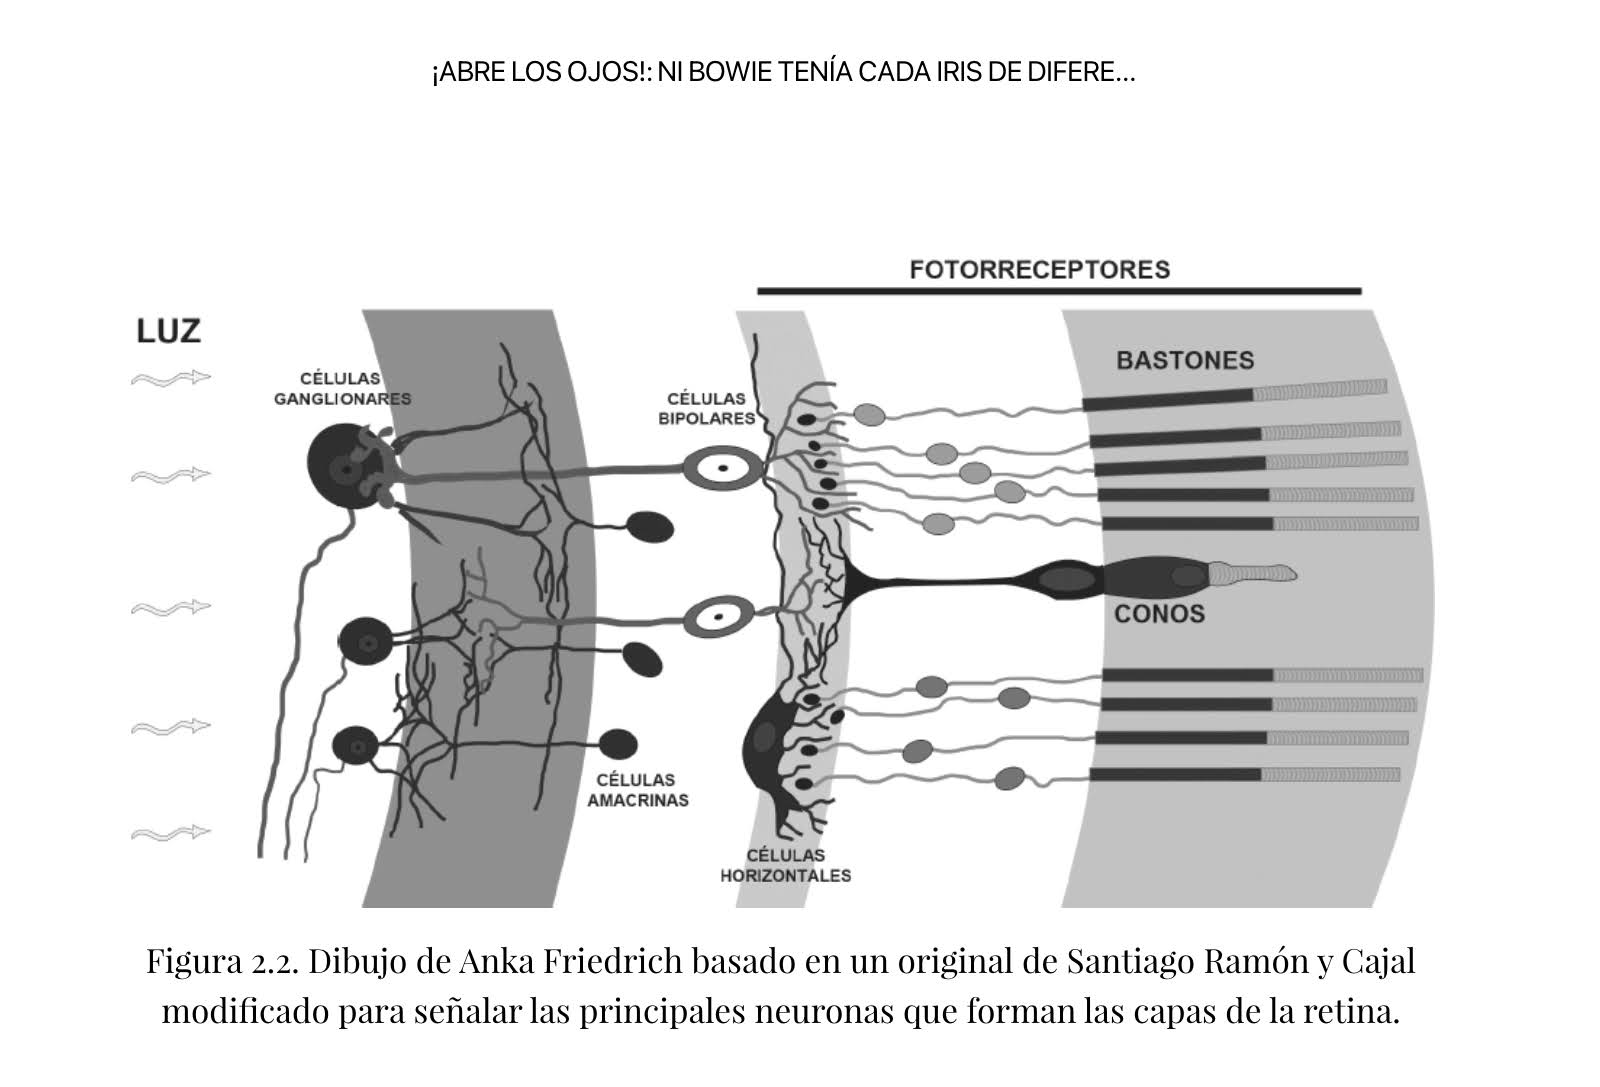 ¡ABRE LOS OJOS!: NI BOWIE TENÍA CADA IRIS DE DIFERE...
FOTORRECEPTORES
LUZ
BASTONES
CÉLULAS
GANGLIONARES
CÉLULAS
BIPOLARES
CONOS
CÉLULAS
AMACRINAS
CÉLULAS
HORIZONTALES
Figura 2.2. Dibujo de Anka Friedrich basado en un original de Santiago Ramón y Cajal
modificado para señalar las principales neuronas que forman las capas de la retina.